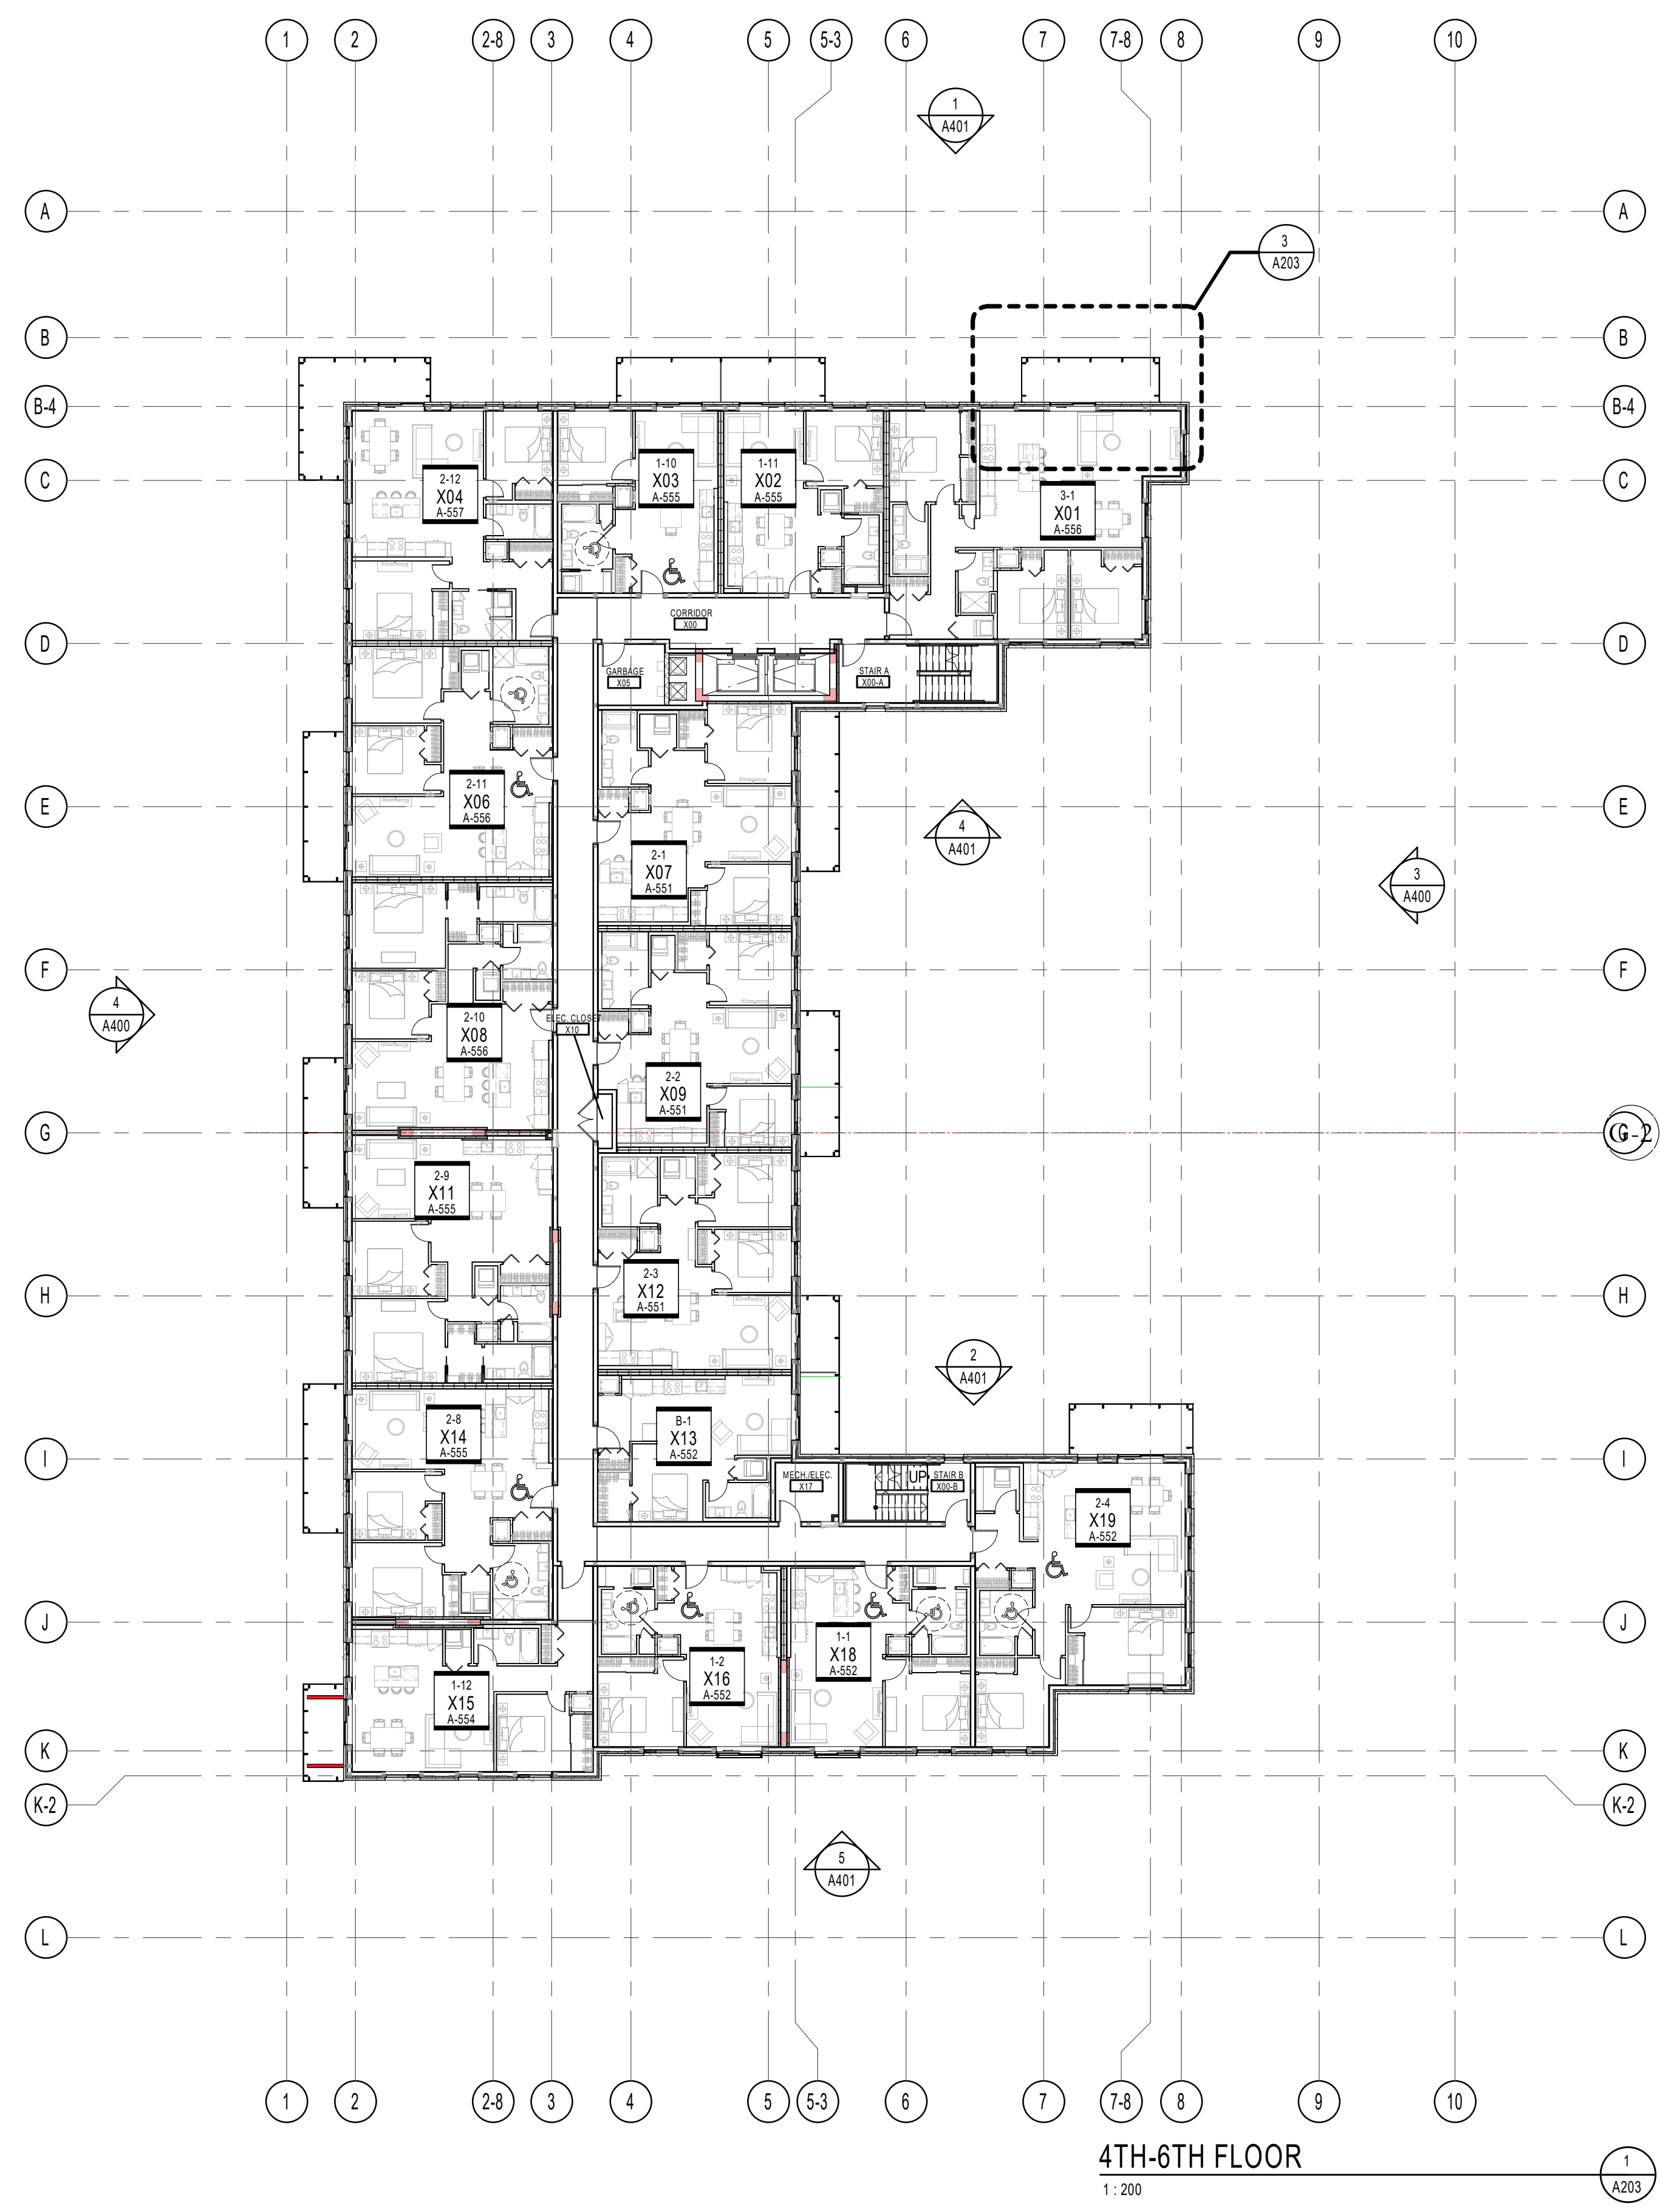 1 2 2-8 3 4 5 5-3 6 7 7-8 8 9 10
1
A401
A A
3
A203
B B
B-4 B-4
2-12
X04
A-557
1-10
X03
A-555
1-11
X02
A-555
3-1
X01
A-556
C C
CORRIDOR
X00
D D
GARBAGE
X05
STAIR A
X00-A
2-11
X06
A-556
E E
4
A401
2-1
X07
A-551
3
A400
F F
4
A400
2-10
X08
A-556
ELEC. CLOSET
X10
2-2
X09
A-551
G G G-2
2-9
X11
A-555
2-3
X12
A-551
H H
2
A401
2-8
X14
A-555
B-1
X13
A-552
I I
MECH./ELEC.
X17
UP
STAIR B
X00-B
2-4
X19
A-552
J J
1-12
X15
A-554
1-2
X16
A-552
1-1
X18
A-552
K K
K-2 K-2
5
A401
L L
1 2 2-8 3 4 5 5-3 6 7 7-8 8 9 10
4TH-6TH FLOOR
1 : 200
1
A203